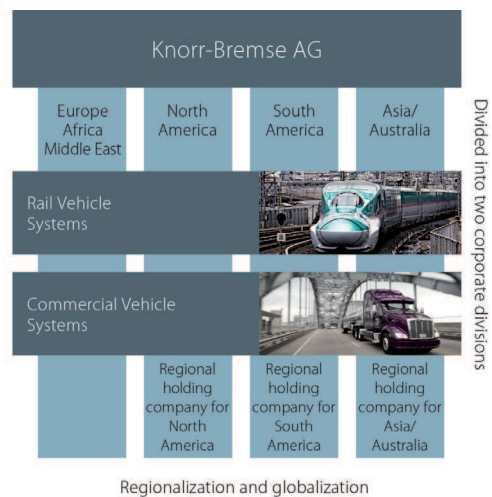 Knorr-Bremse AG
Europe
Africa
Middle East
North
America
South
America
Asia/
Australia
Divided into two corporate divisions
Rail Vehicle
Systems
Commercial Vehicle
Systems
Regional
holding
company for
North
America
Regional
holding
company for
South
America
Regional
holding
company for
Asia/
Australia
Regionalization and globalization